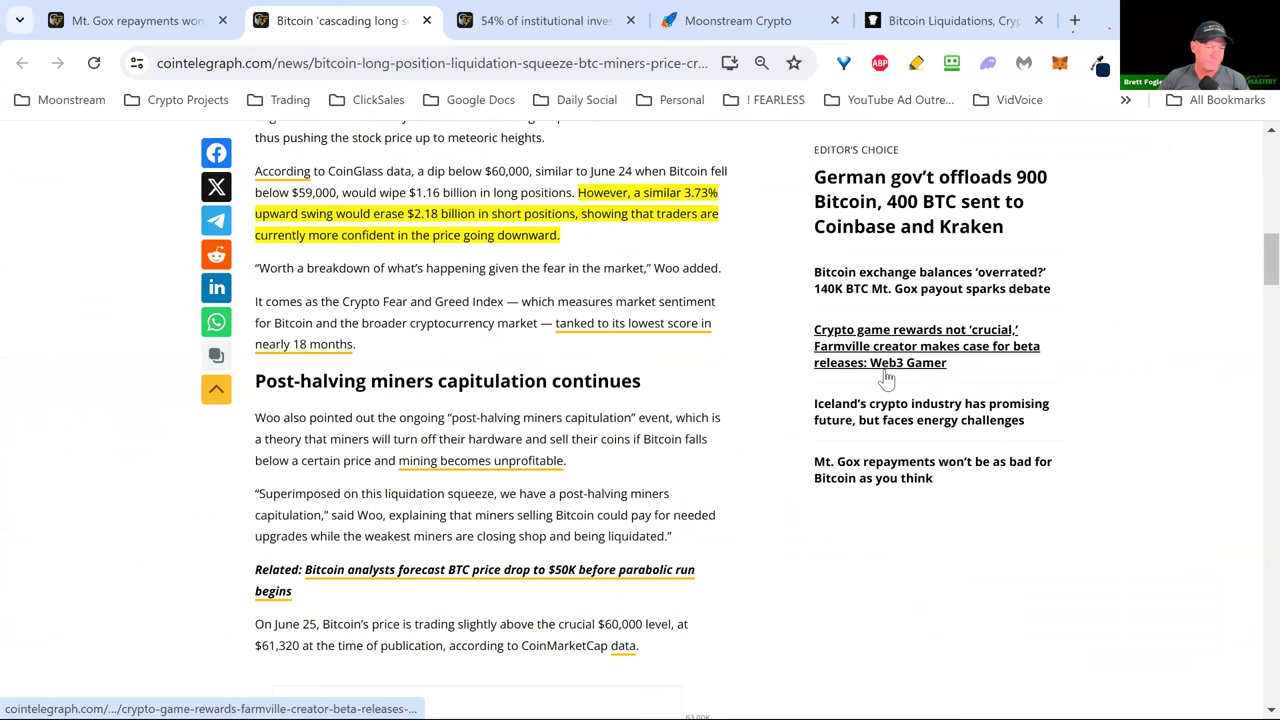 Mt. Gox repayments won
Bitcoin 'cascading long s
54% of institutional inves
Moonstream Crypto
Bitcoin Liquidations, Cryp
cointelegraph.com/news/bitcoin-long-position-liquidation-squeeze-btc-miners-price-cr...
ABP
Moonstream
Crypto Projects
Trading
ClickSales
Google Docs
Daily Social
Personal
! FEARLESS
YouTube Ad Outre...
VidVoice
All Bookmarks
Brett Fogle
MASTERY
thus pushing the stock price up to meteoric heights.
According to CoinGlass data, a dip below $60,000, similar to June 24 when Bitcoin fell
below $59,000, would wipe $1.16 billion in long positions. However, a similar 3.73%
upward swing would erase $2.18 billion in short positions, showing that traders are
currently more confident in the price going downward.
“Worth a breakdown of what’s happening given the fear in the market,” Woo added.
It comes as the Crypto Fear and Greed Index — which measures market sentiment
for Bitcoin and the broader cryptocurrency market — tanked to its lowest score in
nearly 18 months.
Post-halving miners capitulation continues
Woo also pointed out the ongoing “post-halving miners capitulation” event, which is
a theory that miners will turn off their hardware and sell their coins if Bitcoin falls
below a certain price and mining becomes unprofitable.
“Superimposed on this liquidation squeeze, we have a post-halving miners
capitulation,” said Woo, explaining that miners selling Bitcoin could pay for needed
upgrades while the weakest miners are closing shop and being liquidated.”
Related: Bitcoin analysts forecast BTC price drop to $50K before parabolic run
begins
On June 25, Bitcoin’s price is trading slightly above the crucial $60,000 level, at
$61,320 at the time of publication, according to CoinMarketCap data.
63.00K
EDITOR’S CHOICE
German gov’t offloads 900
Bitcoin, 400 BTC sent to
Coinbase and Kraken
Bitcoin exchange balances ‘overrated?’
140K BTC Mt. Gox payout sparks debate
Crypto game rewards not ‘crucial,’
Farmville creator makes case for beta
releases: Web3 Gamer
Iceland’s crypto industry has promising
future, but faces energy challenges
Mt. Gox repayments won’t be as bad for
Bitcoin as you think
cointelegraph.com/.../crypto-game-rewards-farmville-creator-beta-releases-...